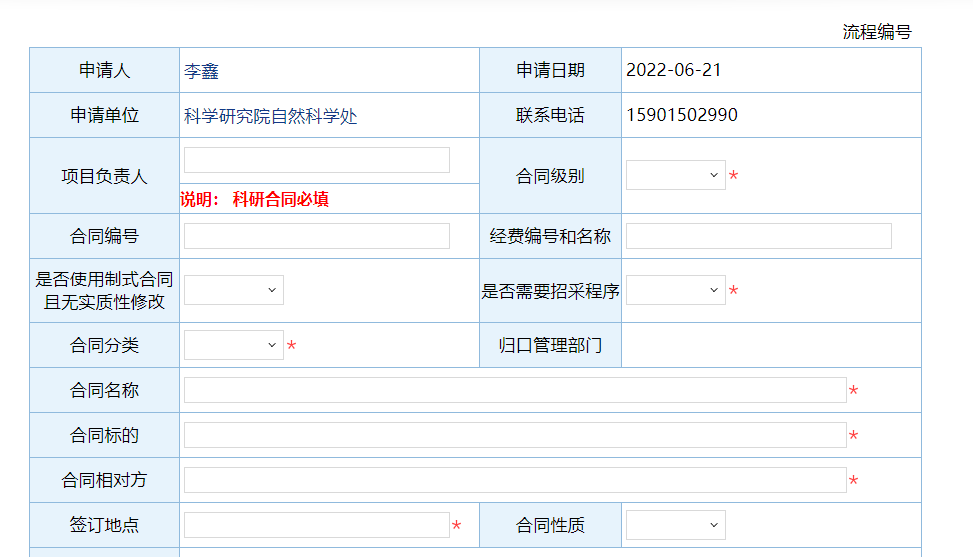 流程编号
申请人 李鑫 申请日期 2022-06-21
申请单位 科学研究院自然科学处 联系电话 15901502990
项目负责人 合同级别 *
说明： 科研合同必填
合同编号 经费编号和名称
是否使用制式合同
且无实质性修改 是否需要招采程序 *
合同分类 * 归口管理部门
合同名称 *
合同标的 *
合同相对方 *
签订地点 * 合同性质